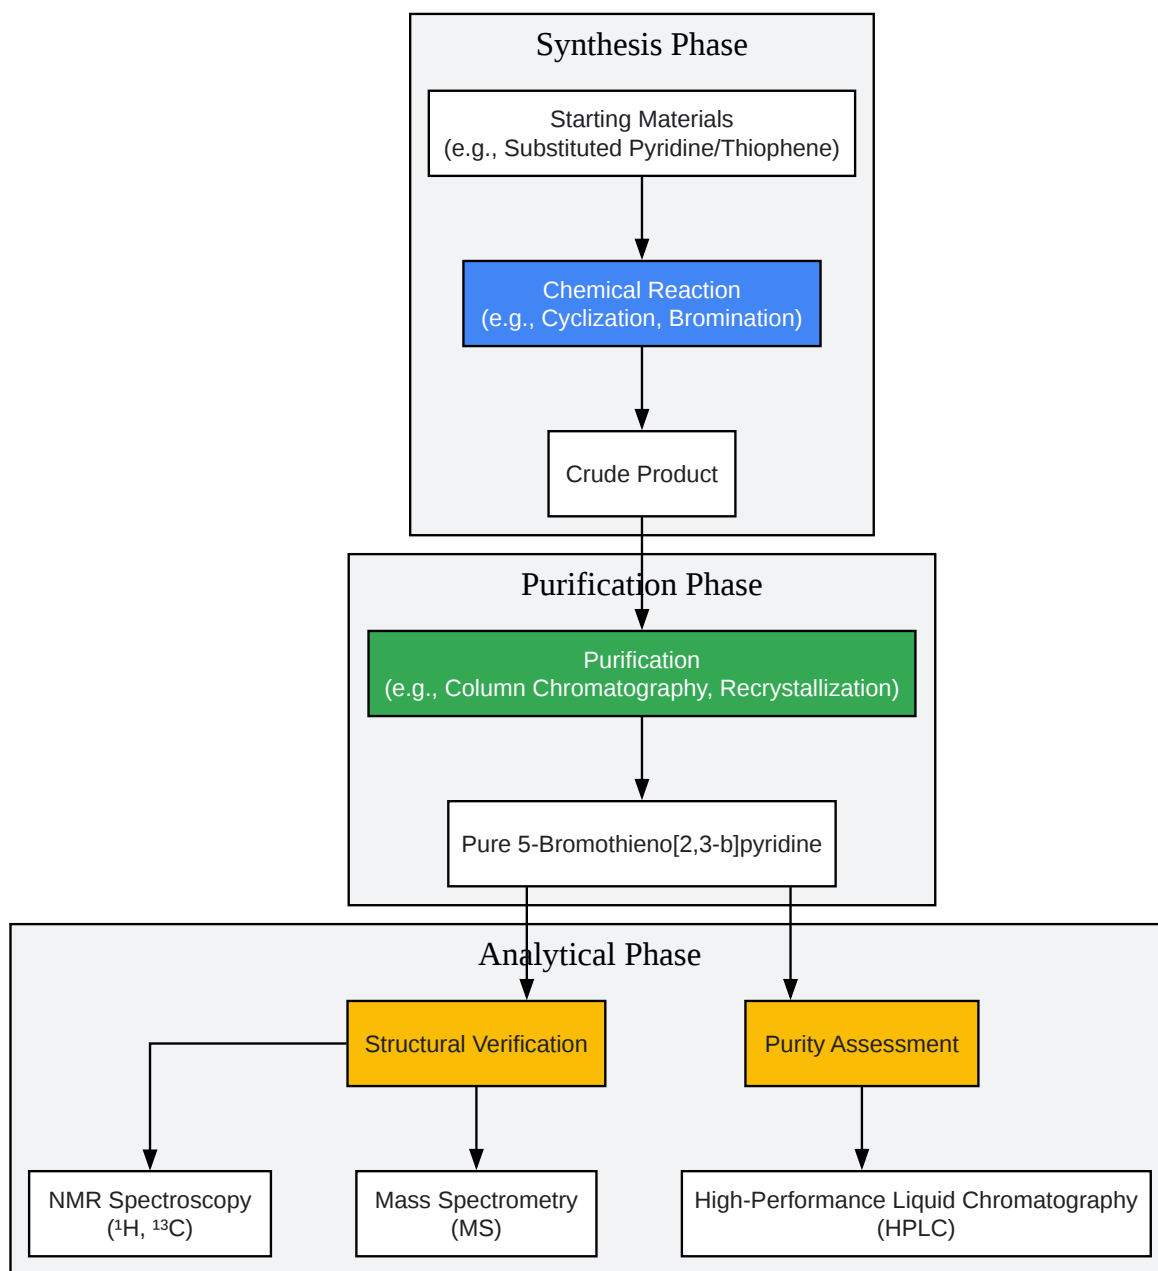 Synthesis Phase
Starting Materials
(e.g., Substituted Pyridine/Thiophene)
Chemical Reaction
(e.g., Cyclization, Bromination)
Crude Product
Purification Phase
Purification
(e.g., Column Chromatography, Recrystallization)
Pure 5-Bromothieno[2,3-b]pyridine
Analytical Phase
Structural Verification
Purity Assessment
NMR Spectroscopy
(¹H, ¹³C)
Mass Spectrometry
(MS)
High-Performance Liquid Chromatography
(HPLC)